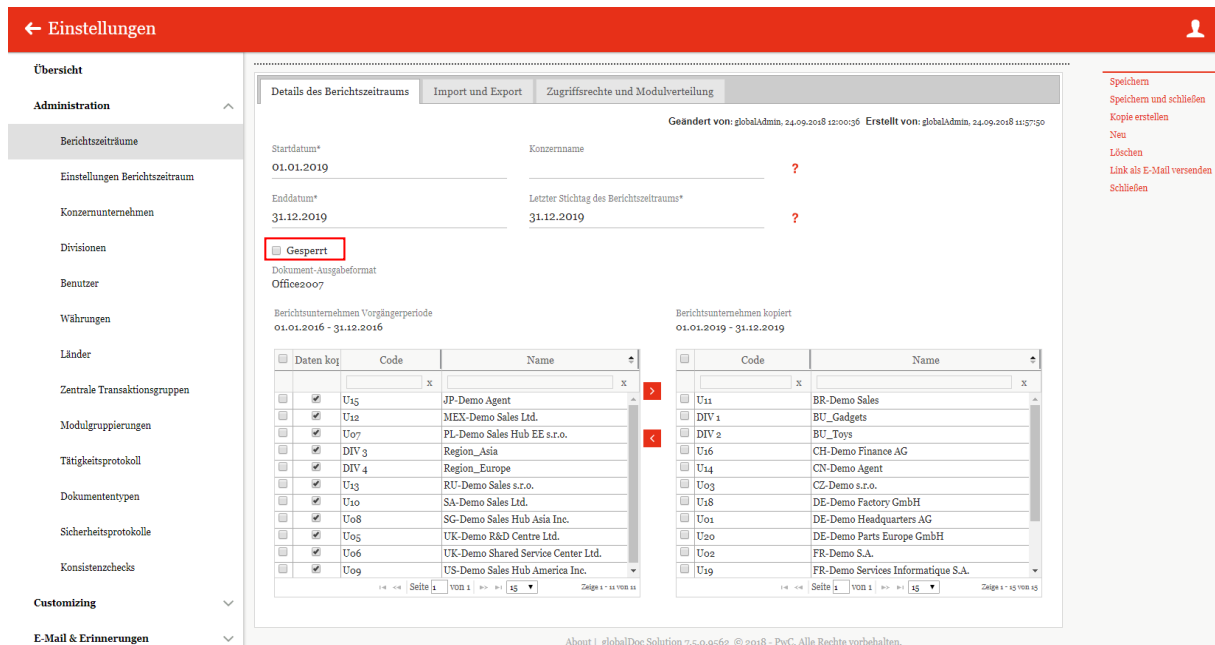 Einstellungen
Übersicht
Administration
Berichtszeiträume
Einstellungen Berichtszeitraum
Konzernunternehmen
Divisionen
Benutzer
Währungen
Länder
Zentrale Transaktionsgruppen
Modulgruppierungen
Tätigkeitsprotokoll
Dokumententypen
Sicherheitsprotokolle
Konsistenzchecks
Customizing
E-Mail & Erinnerungen
Details des Berichtszeitraums Import und Export Zugriffsrechte und Modulverteilung
Geändert von: globalAdmin, 24.09.2018 12:00:36 Erstellt von: globalAdmin, 24.09.2018 11:57:50
Startdatum* Konzernname
01.01.2019 ?
Enddatum* Letzter Stichtag des Berichtszeitraums*
31.12.2019 31.12.2019 ?
Gesperrt
Dokument-Ausgabeformat
Office2007
Berichtsunternehmen Vorgängerperiode
01.01.2016 - 31.12.2016
Daten kop Code Name
x x
U15 JP-Demo Agent
U12 MEX-Demo Sales Ltd.
U07 PL-Demo Sales Hub EE s.r.o.
DIV 3 Region_Asia
DIV 4 Region_Europe
U13 RU-Demo Sales s.r.o.
U10 SA-Demo Sales Ltd.
U08 SG-Demo Sales Hub Asia Inc.
U05 UK-Demo R&D Centre Ltd.
U06 UK-Demo Shared Service Center Ltd.
U09 US-Demo Sales Hub America Inc.
Seite 1 von 1 15 Zeige 1 - 11 von 11
Berichtsunternehmen kopiert
01.01.2019 - 31.12.2019
Code Name
x x
U11 BR-Demo Sales
DIV 1 BU_Gadgets
DIV 2 BU_Toys
U16 CH-Demo Finance AG
U14 CN-Demo Agent
U03 CZ-Demo s.r.o.
U18 DE-Demo Factory GmbH
U01 DE-Demo Headquarters AG
U20 DE-Demo Parts Europe GmbH
U02 FR-Demo S.A.
U19 FR-Demo Services Informatique S.A.
Seite 1 von 1 15 Zeige 1 - 15 von 15
Speichern
Speichern und schließen
Kopie erstellen
Neu
Löschen
Link als E-Mail versenden
Schließen
About | globalDoc Solution 7.5.0.9562 © 2018 - PwC. Alle Rechte vorbehalten.